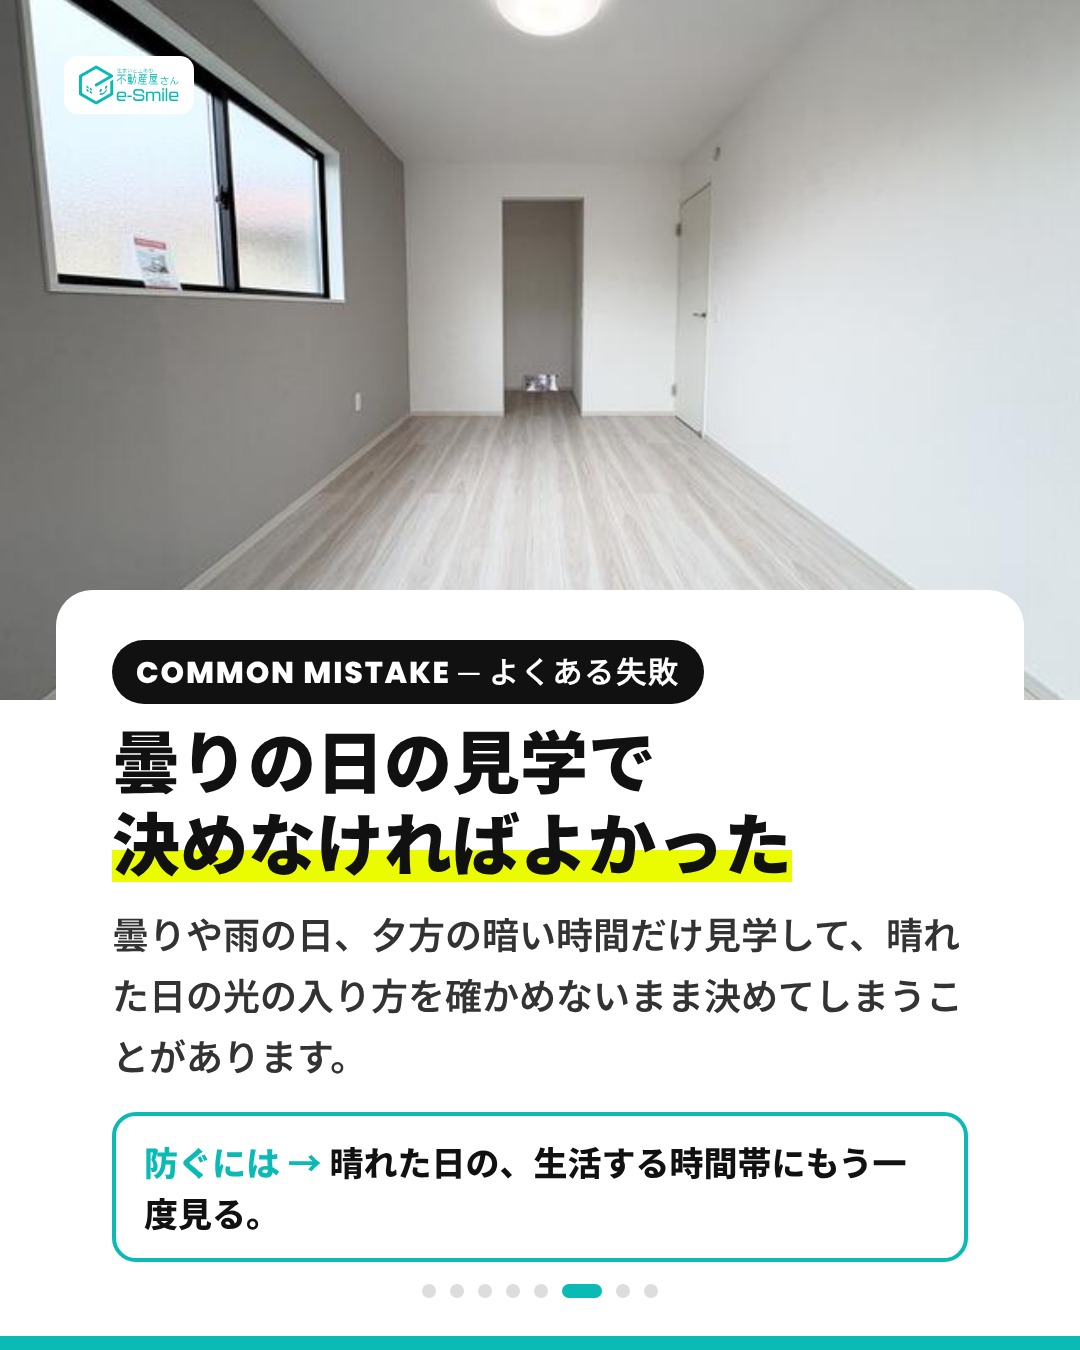 不動産屋さん
e-Smile
COMMON MISTAKE — よくある失敗
曇りの日の見学で
決めなければよかった
曇りや雨の日、夕方の暗い時間だけ見学して、晴れ
た日の光の入り方を確かめないまま決めてしまうこ
とがあります。
防ぐには → 晴れた日の、生活する時間帯にもう一
度見る。